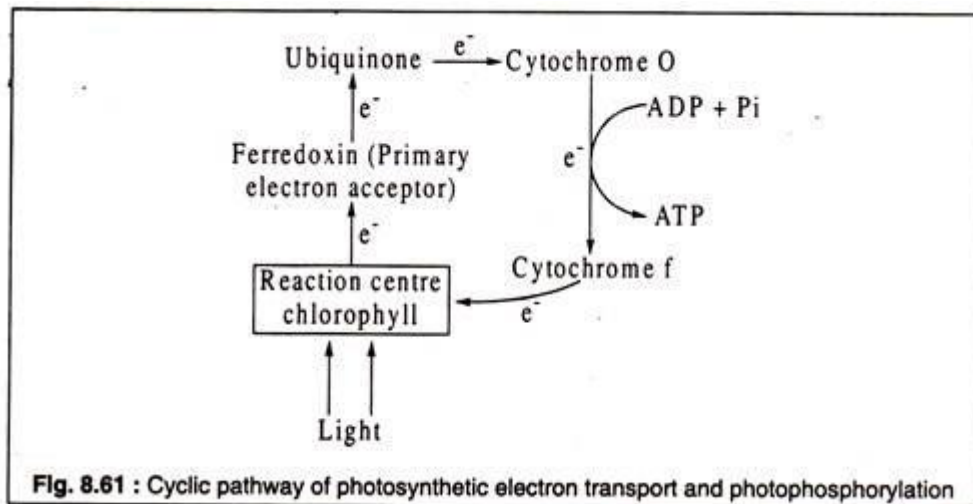 Ubiquinone e⁻ Cytochrome O
ADP + Pi
e⁻
Ferredoxin (Primary
electron acceptor)
e⁻
ATP
e⁻
Cytochrome f
Reaction centre
chlorophyll
e⁻
Light
Fig. 8.61 : Cyclic pathway of photosynthetic electron transport and photophosphorylation